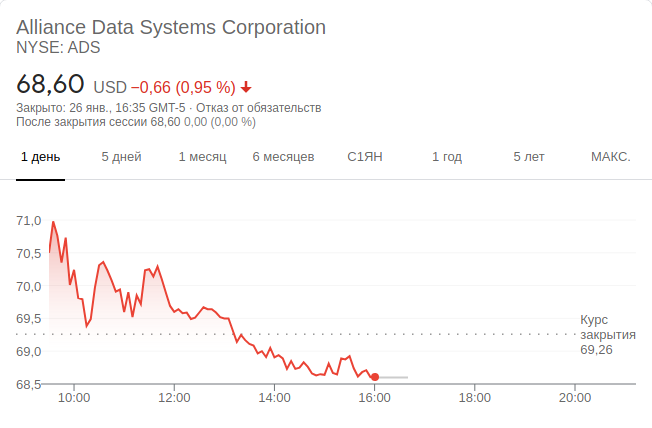 Alliance Data Systems Corporation
NYSE: ADS
68,60 USD −0,66 (0,95 %)
Закрыто: 26 янв., 16:35 GMT-5 · Отказ от обязательств
После закрытия сессии 68,60 0,00 (0,00 %)
1 день 5 дней 1 месяц 6 месяцев С1ЯН 1 год 5 лет МАКС.
71,0
70,5
70,0
69,5
Курс
закрытия
69,26
69,0
68,5
10:00 12:00 14:00 16:00 18:00 20:00